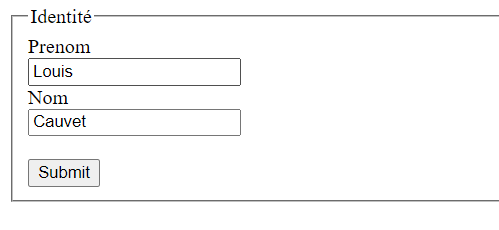 Identité
Prenom
Louis
Nom
Cauvet
Submit